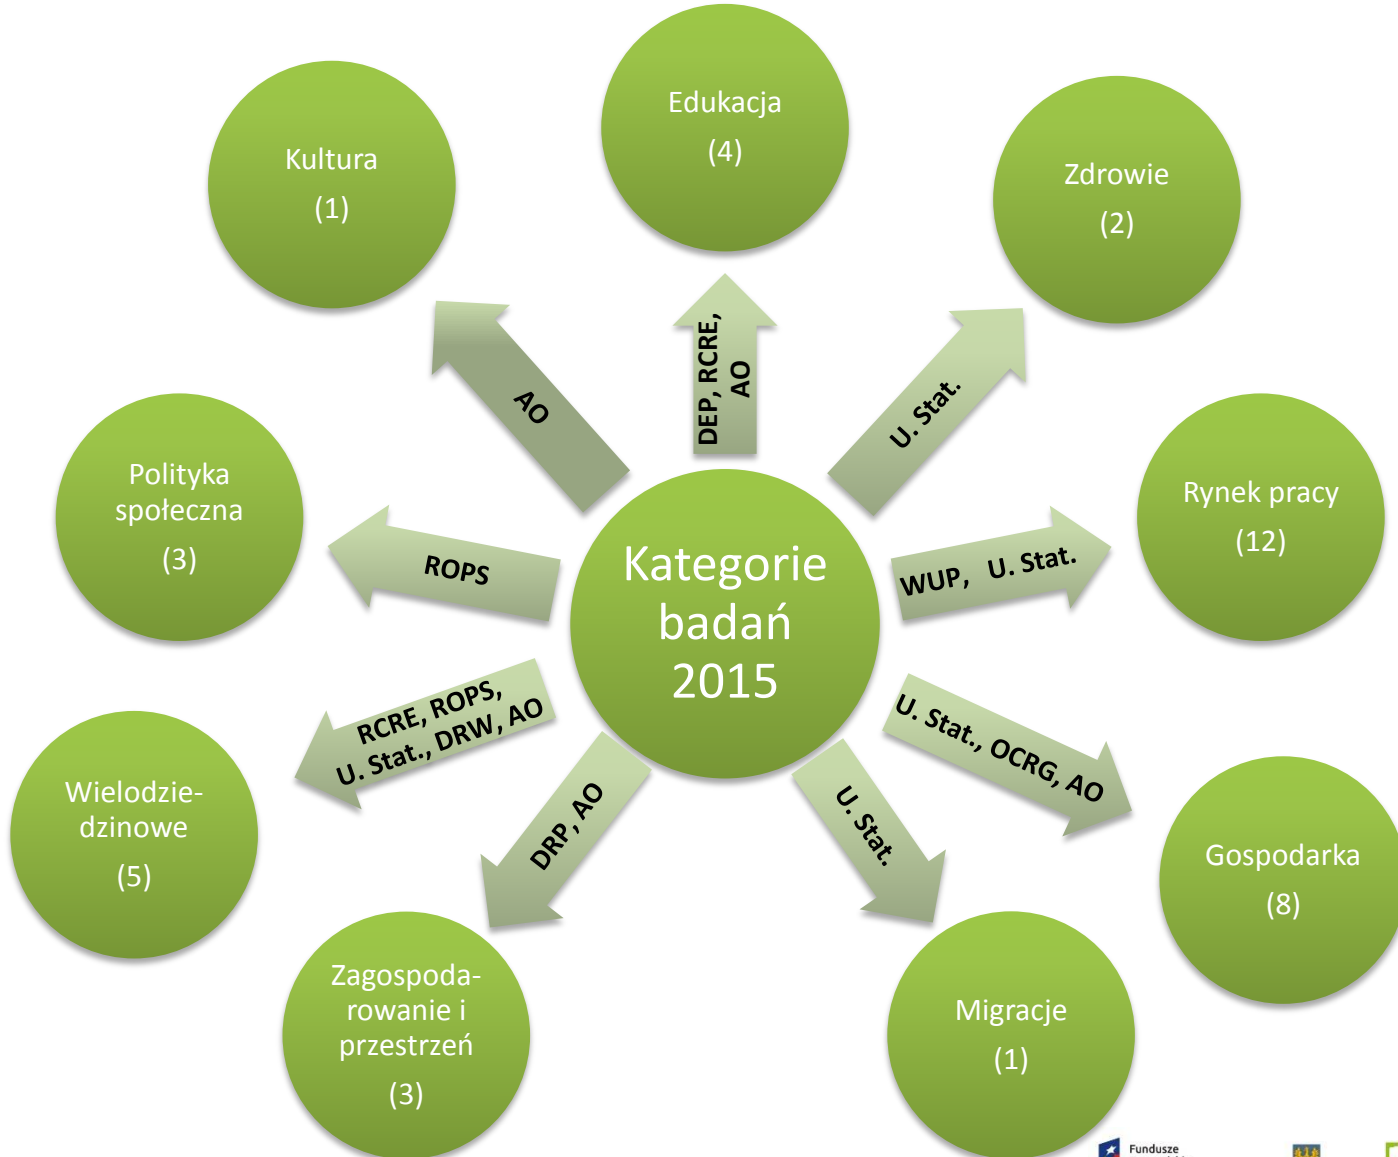 Edukacja
(4)
Kultura
(1)
Zdrowie
(2)
DEP, RCRE,
AO
AO
U. Stat.
Polityka
społeczna
(3)
Rynek pracy
(12)
ROPS
WUP, U. Stat.
Kategorie
badań
2015
RCRE, ROPS,
U. Stat., DRW, AO
U. Stat., OCRG, AO
Wielodzie-
dzinowe
(5)
DRP, AO
U. Stat.
Gospodarka
(8)
Zagospoda-
rowanie i
przestrzeń
(3)
Migracje
(1)
Fundusze